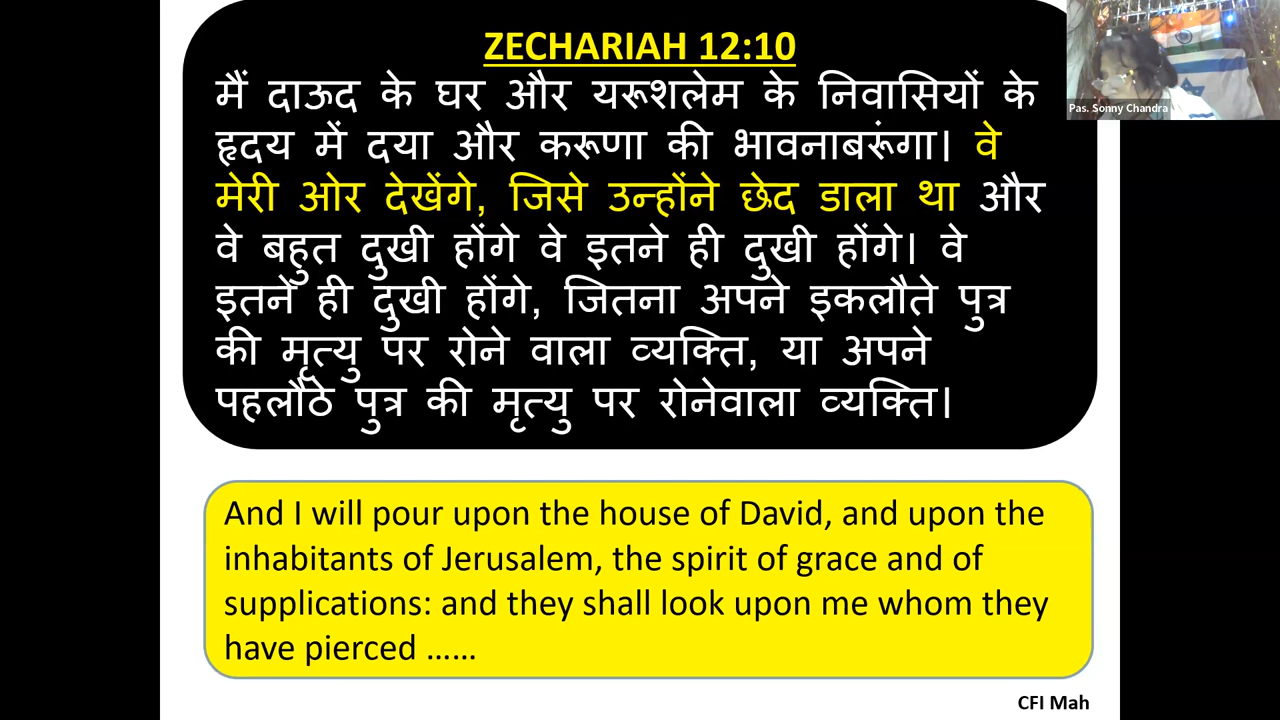 ZECHARIAH 12:10
मैं दाऊद के घर और यरूशलेम के निवासियों के
हृदय में दया और करूणा की भावनाबरूंगा। वे
मेरी ओर देखेंगे, जिसे उन्होंने छेद डाला था और
वे बहुत दुखी होंगे वे इतने ही दुखी होंगे। वे
इतने ही दुखी होंगे, जितना अपने इकलौते पुत्र
की मृत्यु पर रोने वाला व्यक्ति, या अपने
पहलौठे पुत्र की मृत्यु पर रोनेवाला व्यक्ति।
And I will pour upon the house of David, and upon the
inhabitants of Jerusalem, the spirit of grace and of
supplications: and they shall look upon me whom they
have pierced ……
CFI Mah
Pas. Sonny Chandra